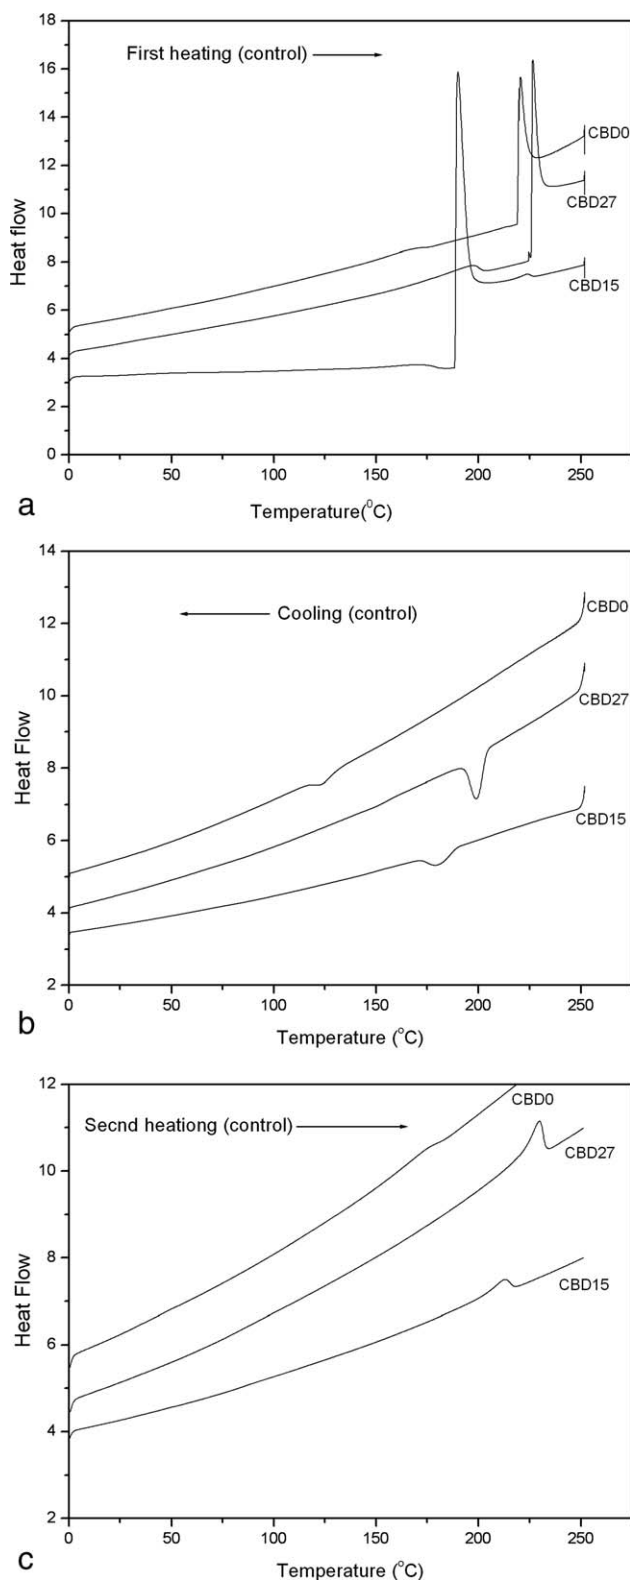 18
16
14
12
10
8
6
4
2
0
Heat flow
First heating (control)
CBD0
CBD27
CBD15
0 50 100 150 200 250
Temperature(⁰C)
a
14
12
10
8
6
4
2
Heat Flow
Cooling (control)
CBD0
CBD27
CBD15
0 50 100 150 200 250
Temperature (°C)
b
12
10
8
6
4
2
Heat Flow
Secnd heationg (control)
CBD0
CBD27
CBD15
0 50 100 150 200 250
Temperature (°C)
c